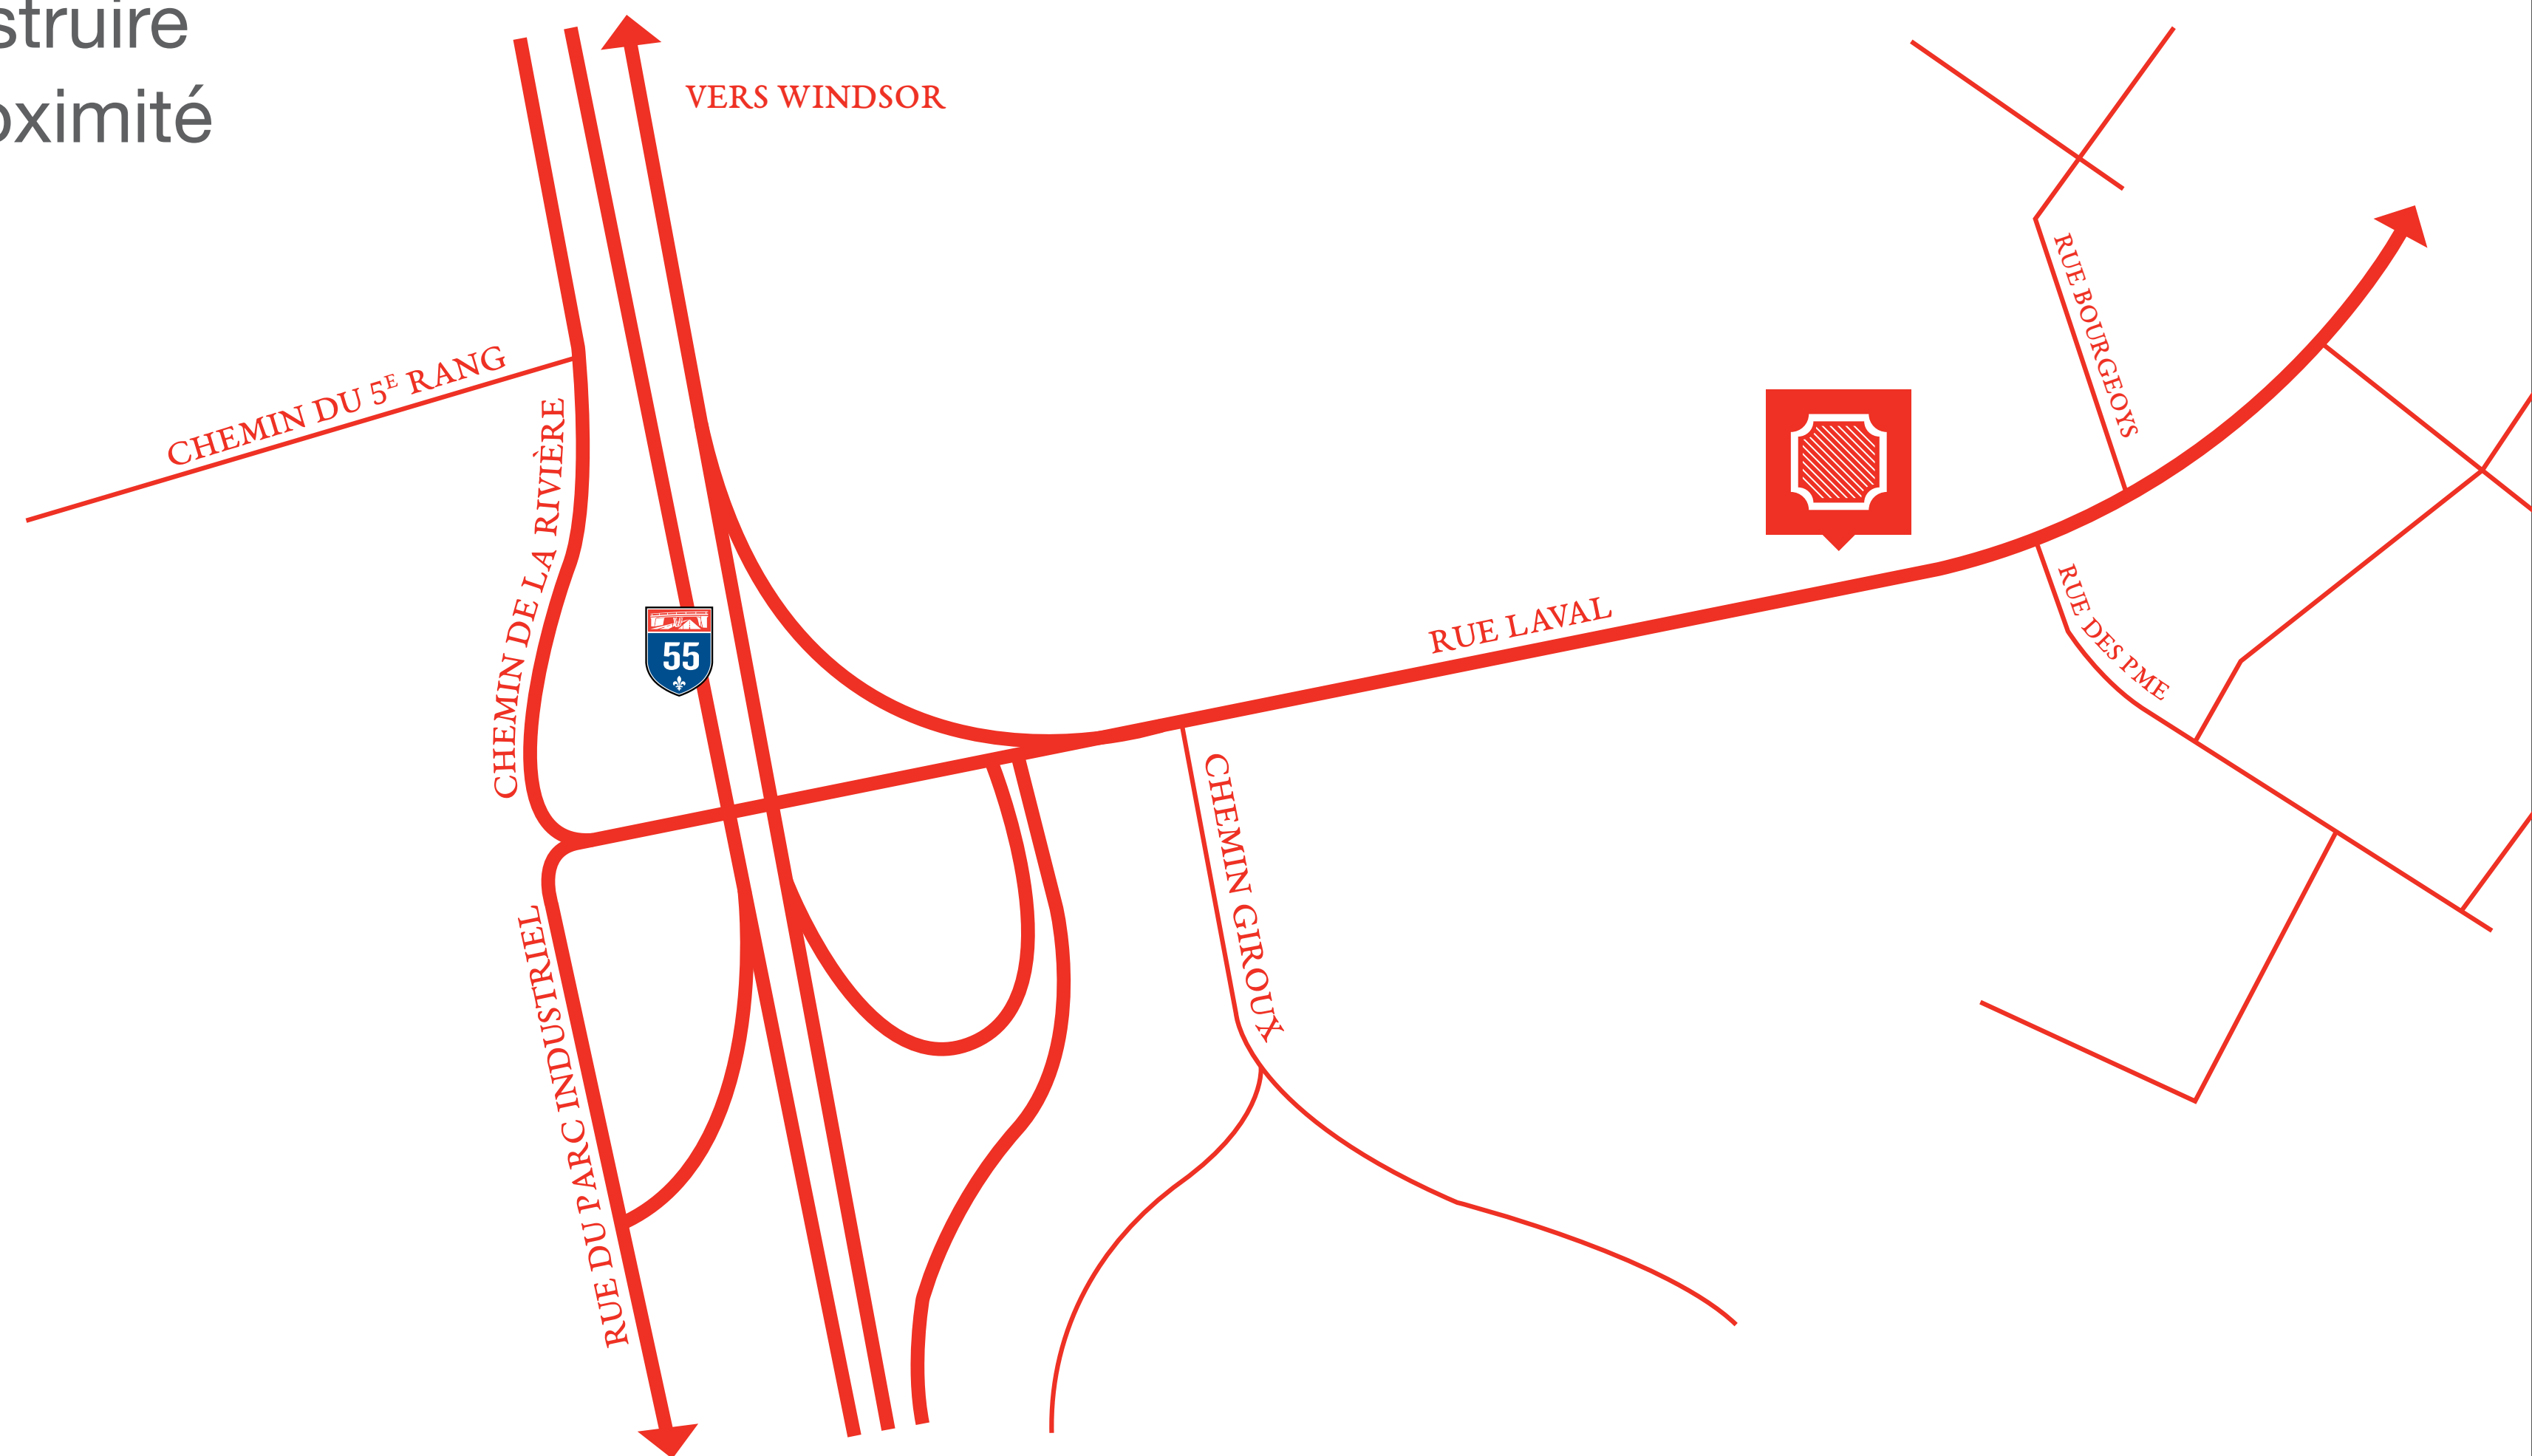 struire
oximité
VERS WINDSOR
CHEMIN DU 5E RANG
CHEMIN DE LA RIVIÈRE
RUE BOURGEOYS
55
RUE LAVAL
RUE DES PME
CHEMIN GIROUX
RUE DU PARC INDUSTRIEL